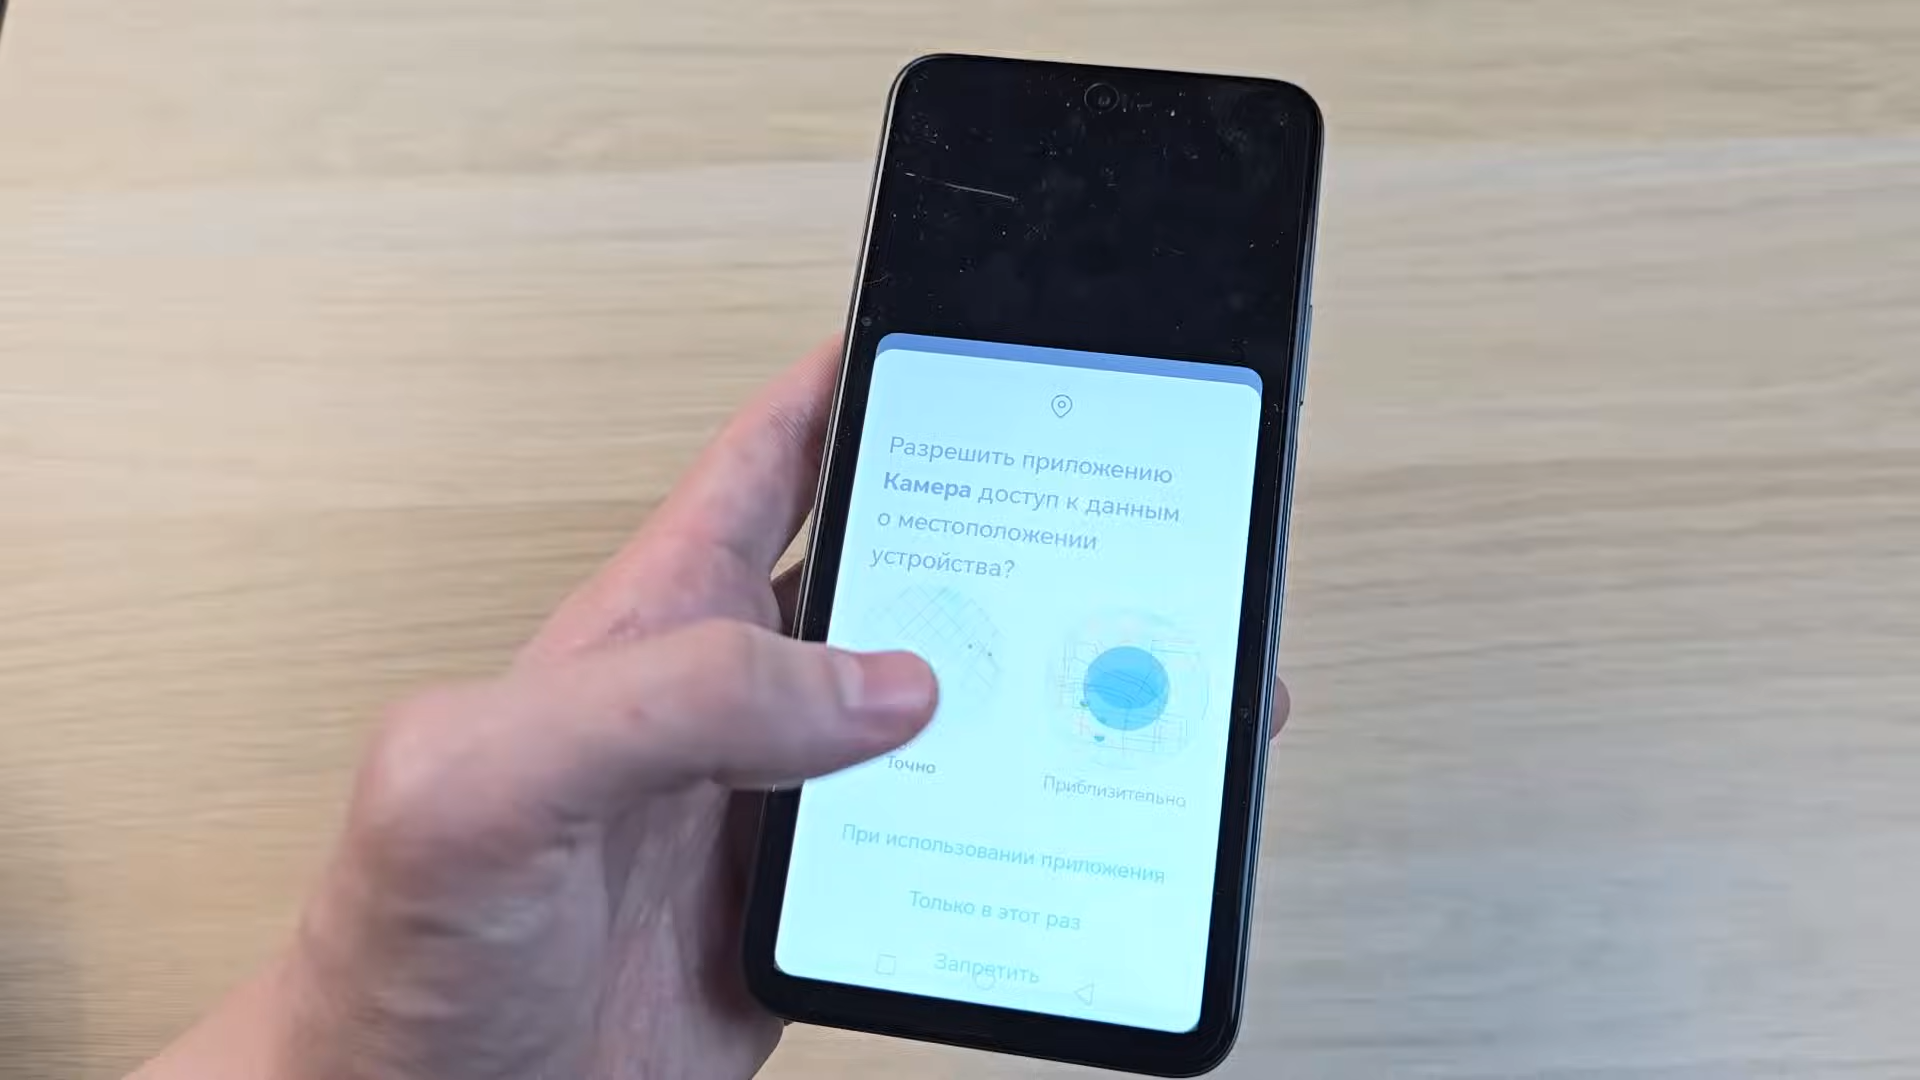 Разрешить приложению
Камера доступ к данным
о местоположении
устройства?
Точно
Приблизительно
При использовании приложения
Только в этот раз
Запретить